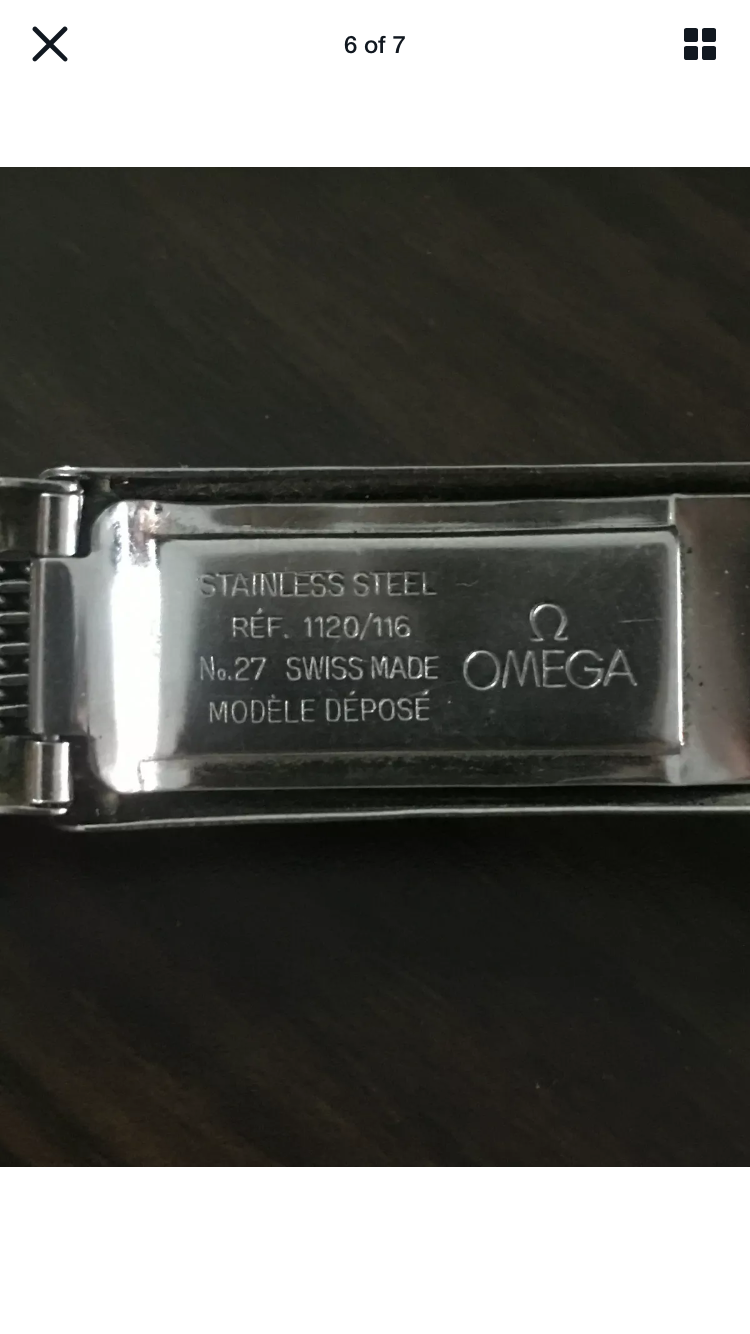 6 of 7
STAINLESS STEEL
RÉF. 1120/116
No.27 SWISS MADE
MODÈLE DÉPOSÉ
Ω
OMEGA